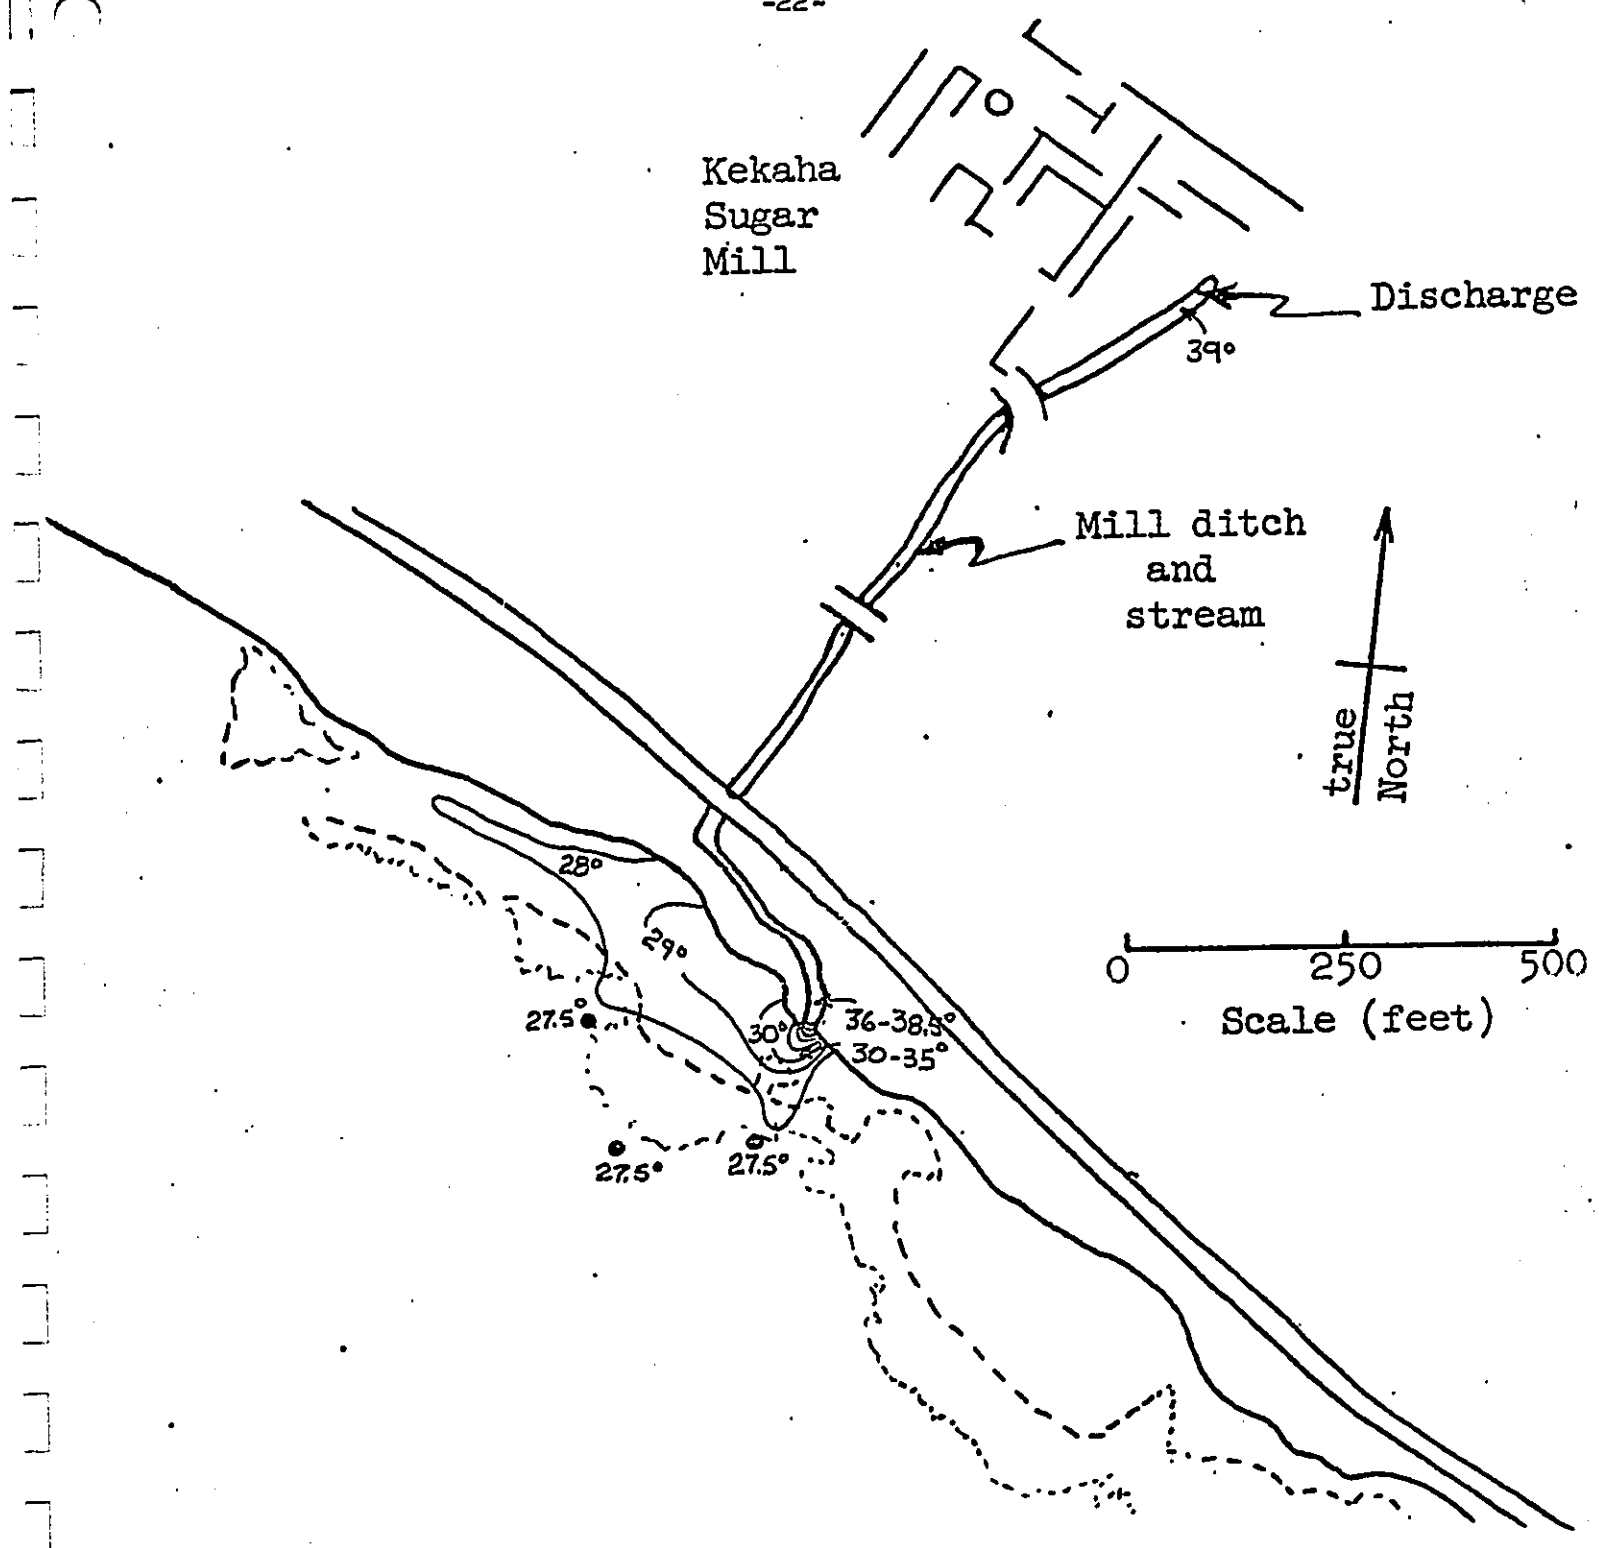 -22-
Kekaha
Sugar
Mill
Discharge
39°
Mill ditch
and
stream
true
North
28°
29°
0 250 500
Scale (feet)
27.5°
30°
36-38.5°
30-35°
27.5°
27.5°